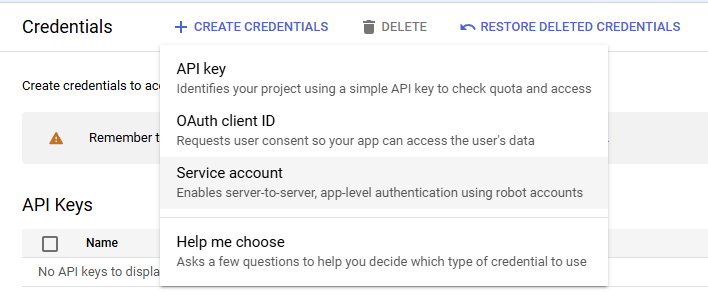 Credentials
CREATE CREDENTIALS
DELETE
RESTORE DELETED CREDENTIALS
API key
Identifies your project using a simple API key to check quota and access
Create credentials to
OAuth client ID
Requests user consent so your app can access the user's data
Remember
Service account
Enables server-to-server, app-level authentication using robot accounts
API Keys
Name
Help me choose
Asks a few questions to help you decide which type of credential to use
No API keys to